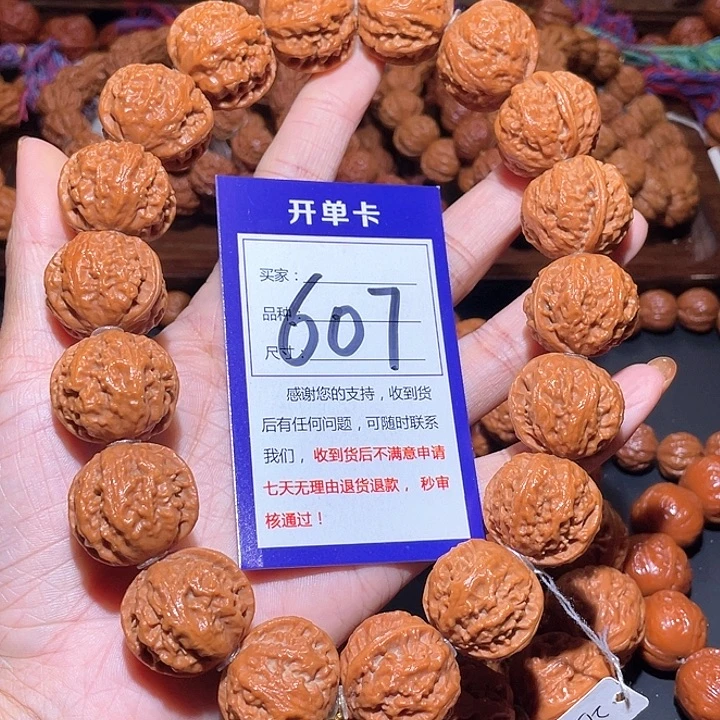 开单卡
买家：
品种：
607
尺寸：
感谢您的支持，收到货
后有任何问题，可随时联系
我们，收到货后不满意申请
七天无理由退货退款，秒审
核通过！